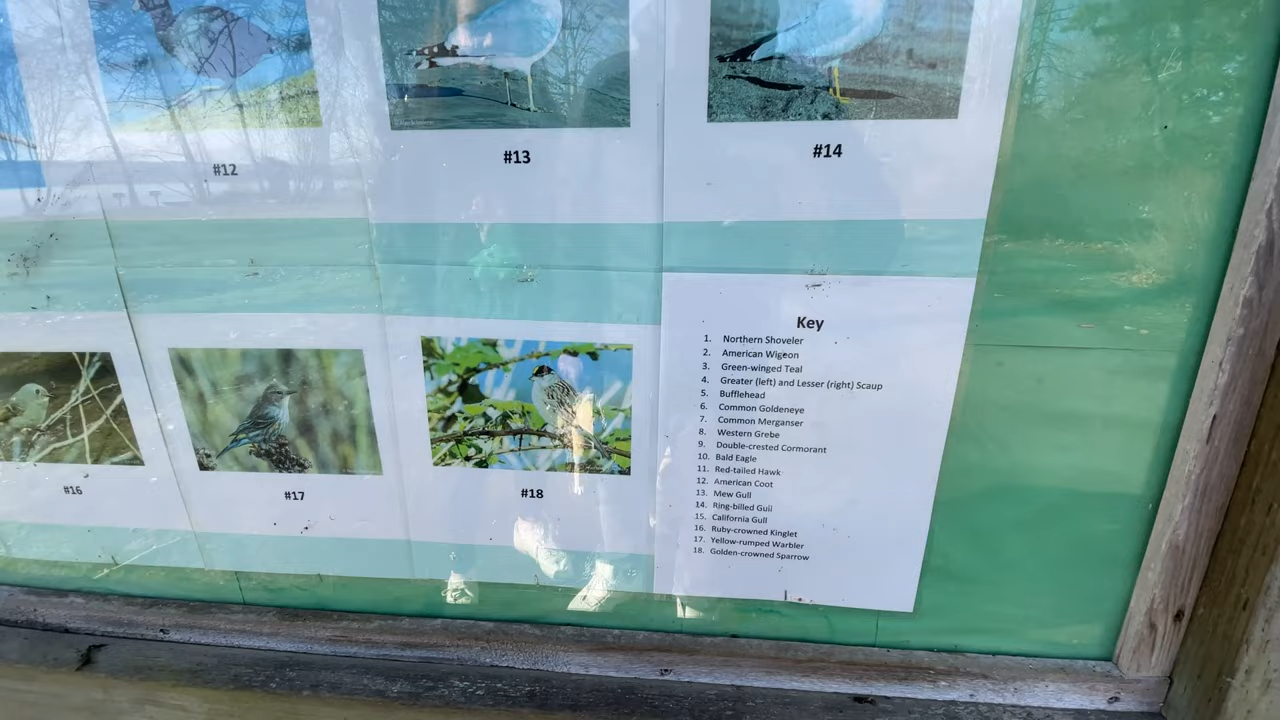 #12
#13
#14
#16
#17
#18
Key
1. Northern Shoveler
2. American Wigeon
3. Green-winged Teal
4. Greater (left) and Lesser (right) Scaup
5. Bufflehead
6. Common Goldeneye
7. Common Merganser
8. Western Grebe
9. Double-crested Cormorant
10. Bald Eagle
11. Red-tailed Hawk
12. American Coot
13. Mew Gull
14. Ring-billed Gull
15. California Gull
16. Ruby-crowned Kinglet
17. Yellow-rumped Warbler
18. Golden-crowned Sparrow